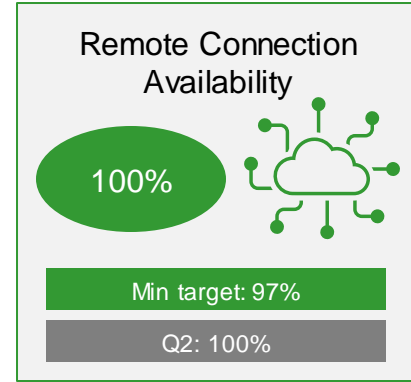 Remote Connection
Availability
100%
Min target: 97%
Q2: 100%